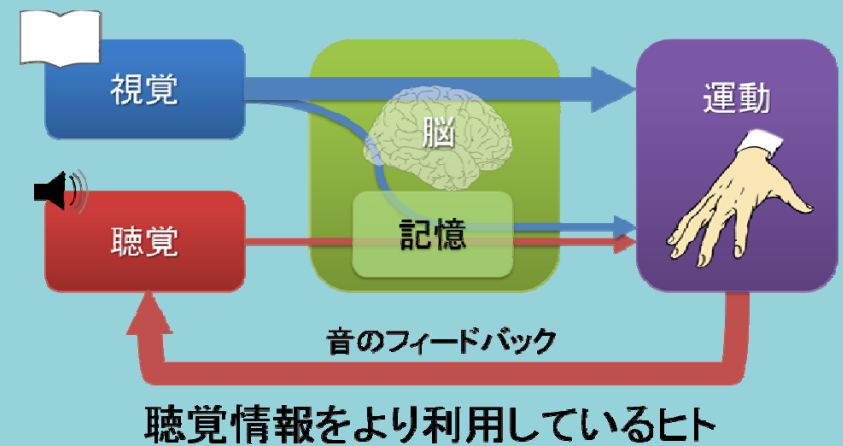 視覚
脳
運動
聴覚
記憶
音のフィードバック
聴覚情報をより利用しているヒト